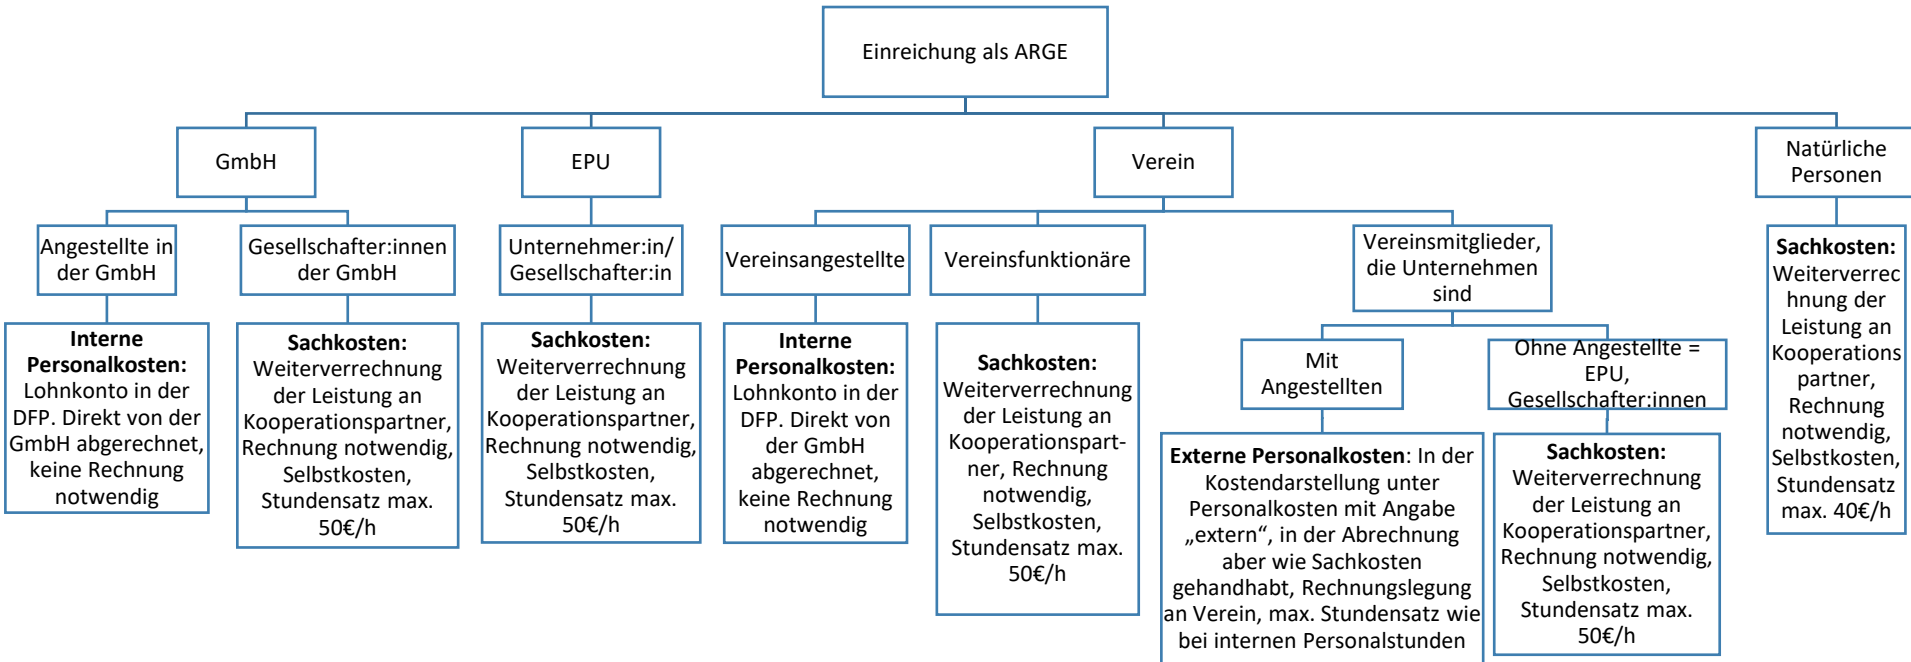 Einreichung als ARGE
GmbH
EPU
Verein
Natürliche
Personen
Angestellte in
der GmbH
Gesellschafter:innen
der GmbH
Unternehmer:in/
Gesellschafter:in
Vereinsangestellte
Vereinsfunktionäre
Vereinsmitglieder,
die Unternehmen
sind
Mit
Angestellten
Ohne Angestellte =
EPU,
Gesellschafter:innen
Interne
Personalkosten:
Lohnkonto in der
DFP. Direkt von der
GmbH abgerechnet,
keine Rechnung
notwendig
Sachkosten:
Weiterverrechnung
der Leistung an
Kooperationspartner,
Rechnung notwendig,
Selbstkosten,
Stundensatz max.
50€/h
Sachkosten:
Weiterverrechnung
der Leistung an
Kooperationspartner,
Rechnung notwendig,
Selbstkosten,
Stundensatz max.
50€/h
Interne
Personalkosten:
Lohnkonto in der
DFP. Direkt von
der GmbH
abgerechnet,
keine Rechnung
notwendig
Sachkosten:
Weiterverrechnung
der Leistung an
Kooperationspart-
ner, Rechnung
notwendig,
Selbstkosten,
Stundensatz max.
50€/h
Externe Personalkosten: In der
Kostendarstellung unter
Personalkosten mit Angabe
„extern“, in der Abrechnung
aber wie Sachkosten
gehandhabt, Rechnungslegung
an Verein, max. Stundensatz wie
bei internen Personalstunden
Sachkosten:
Weiterverrechnung
der Leistung an
Kooperationspartner,
Rechnung notwendig,
Selbstkosten,
Stundensatz max.
50€/h
Sachkosten:
Weiterverrec
hnung der
Leistung an
Kooperations
partner,
Rechnung
notwendig,
Selbstkosten,
Stundensatz
max. 40€/h